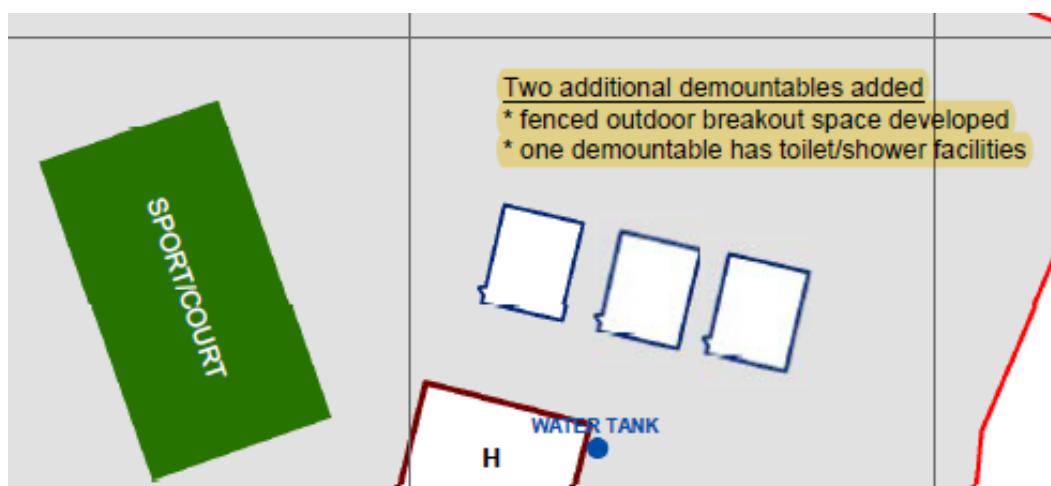 Two additional demountables added
* fenced outdoor breakout space developed
* one demountable has toilet/shower facilities
SPORT/COURT
WATER TANK
H